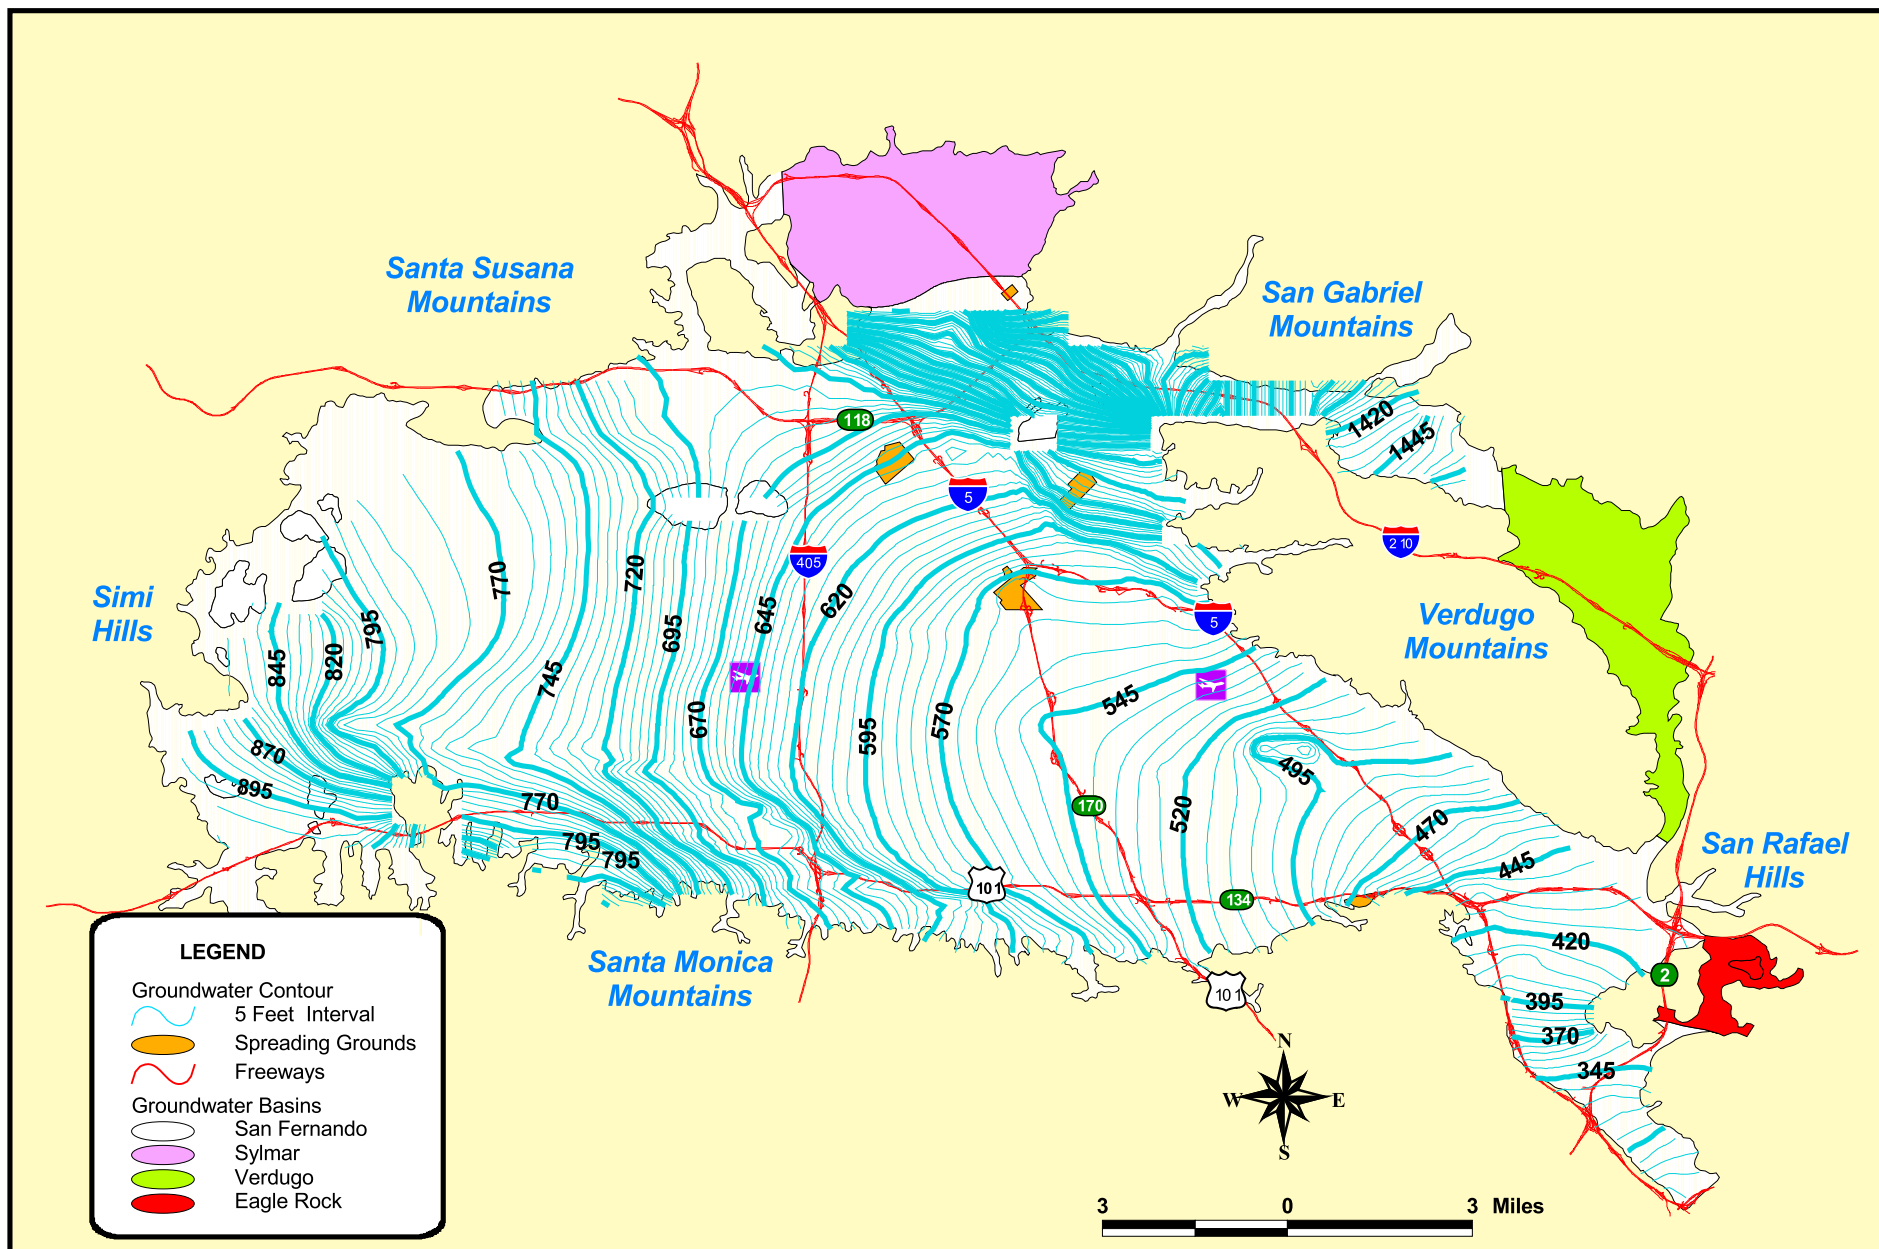 Santa Susana
Mountains
San Gabriel
Mountains
1420
1445
118
5
405
210
770
720
795
745
695
645
620
Simi
Hills
845
820
670
595
570
545
5
Verdugo
Mountains
870
895
770
795
795
495
520
170
470
445
San Rafael
Hills
101
134
420
2
395
370
345
Santa Monica
Mountains
101
LEGEND
Groundwater Contour
5 Feet Interval
Spreading Grounds
Freeways
Groundwater Basins
San Fernando
Sylmar
Verdugo
Eagle Rock
N
W
E
S
3
0
3 Miles